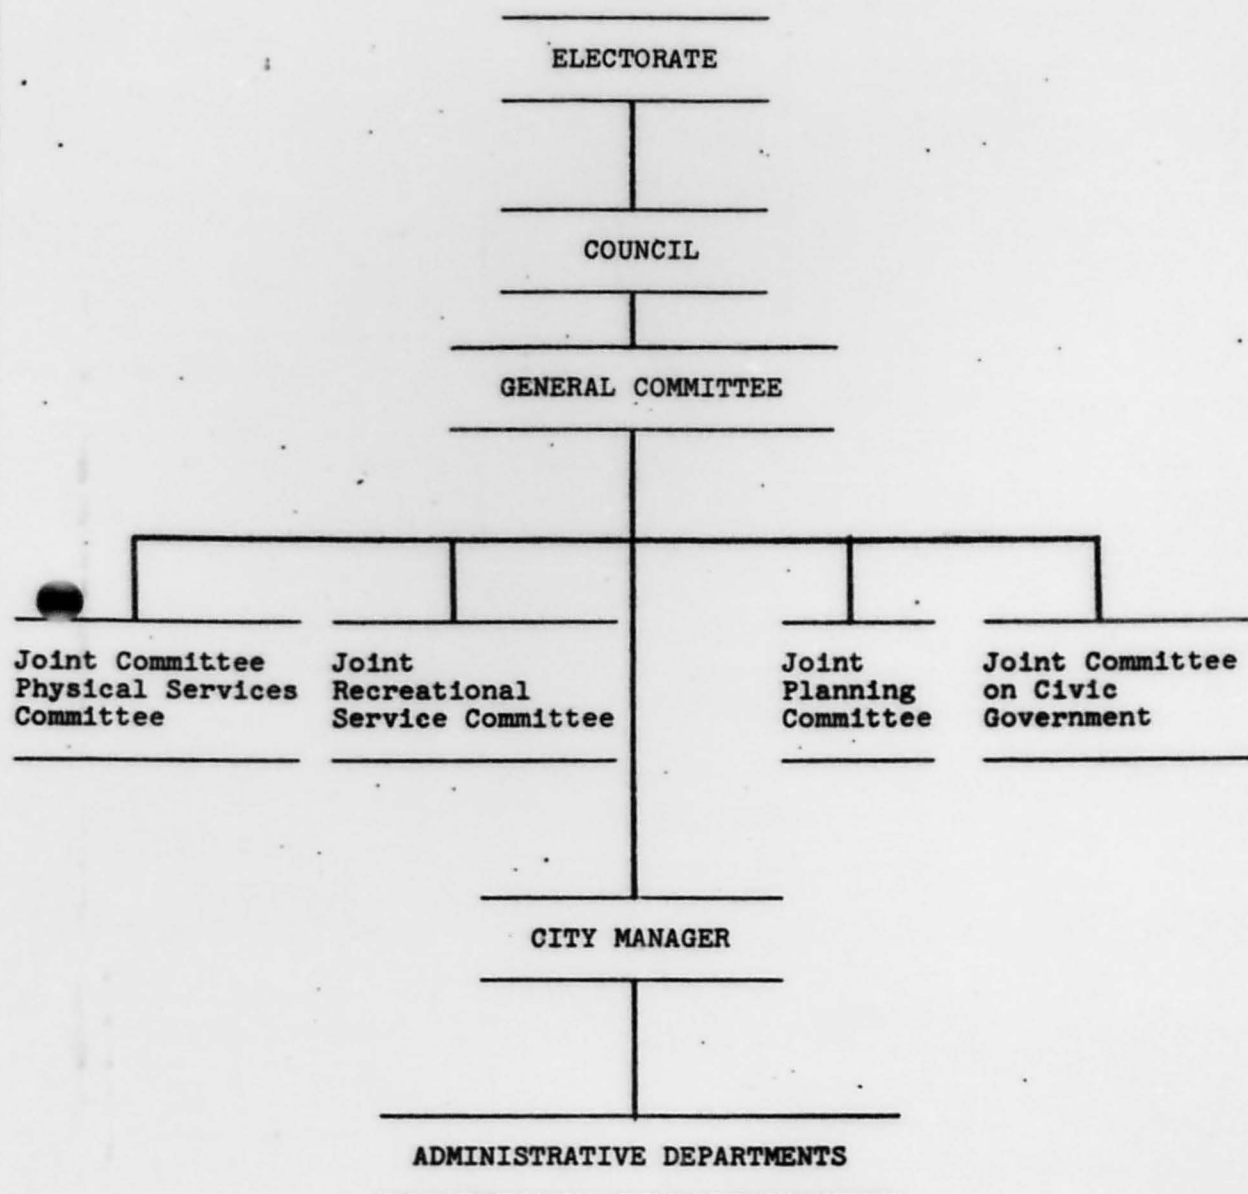 ELECTORATE
COUNCIL
GENERAL COMMITTEE
Joint Committee
Physical Services
Committee
Joint
Recreational
Service Committee
Joint
Planning
Committee
Joint Committee
on Civic
Government
CITY MANAGER
ADMINISTRATIVE DEPARTMENTS